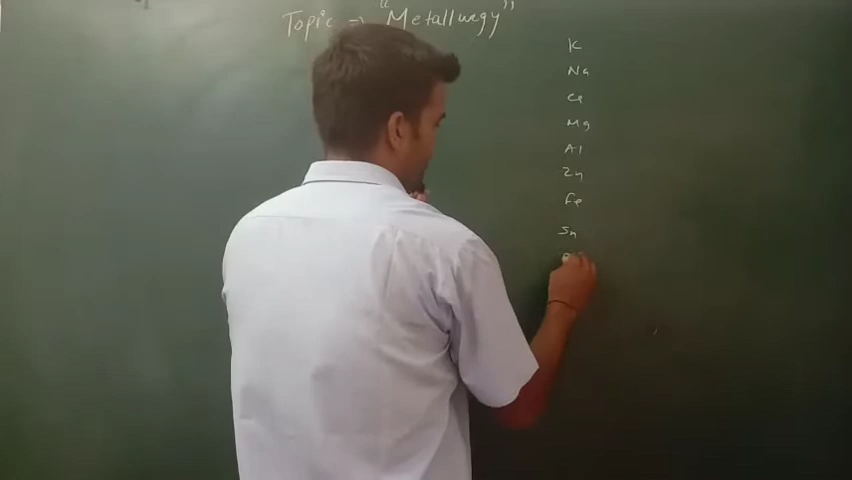 Topic → "Metallurgy"
K
Na
Ca
Mg
Al
Zn
Fe
Sn